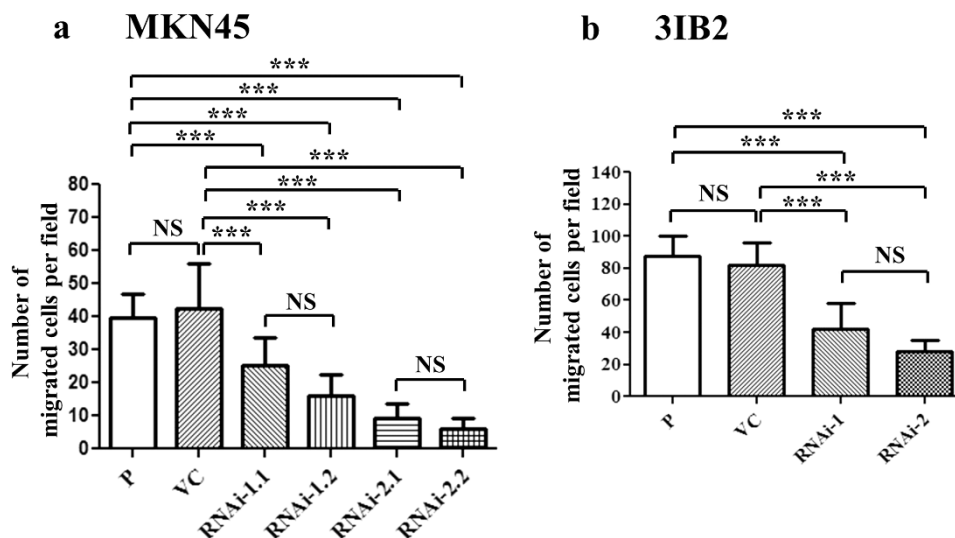 a MKN45
***
***
***
***
***
***
***
NS
***
NS
NS
80
70
60
50
40
30
20
10
0
Number of
migrated cells per field
P
VC
RNAi-1.1
RNAi-1.2
RNAi-2.1
RNAi-2.2
b 3IB2
***
***
***
NS
***
NS
140
120
100
80
60
40
20
0
Number of
migrated cells per field
P
VC
RNAi-1
RNAi-2